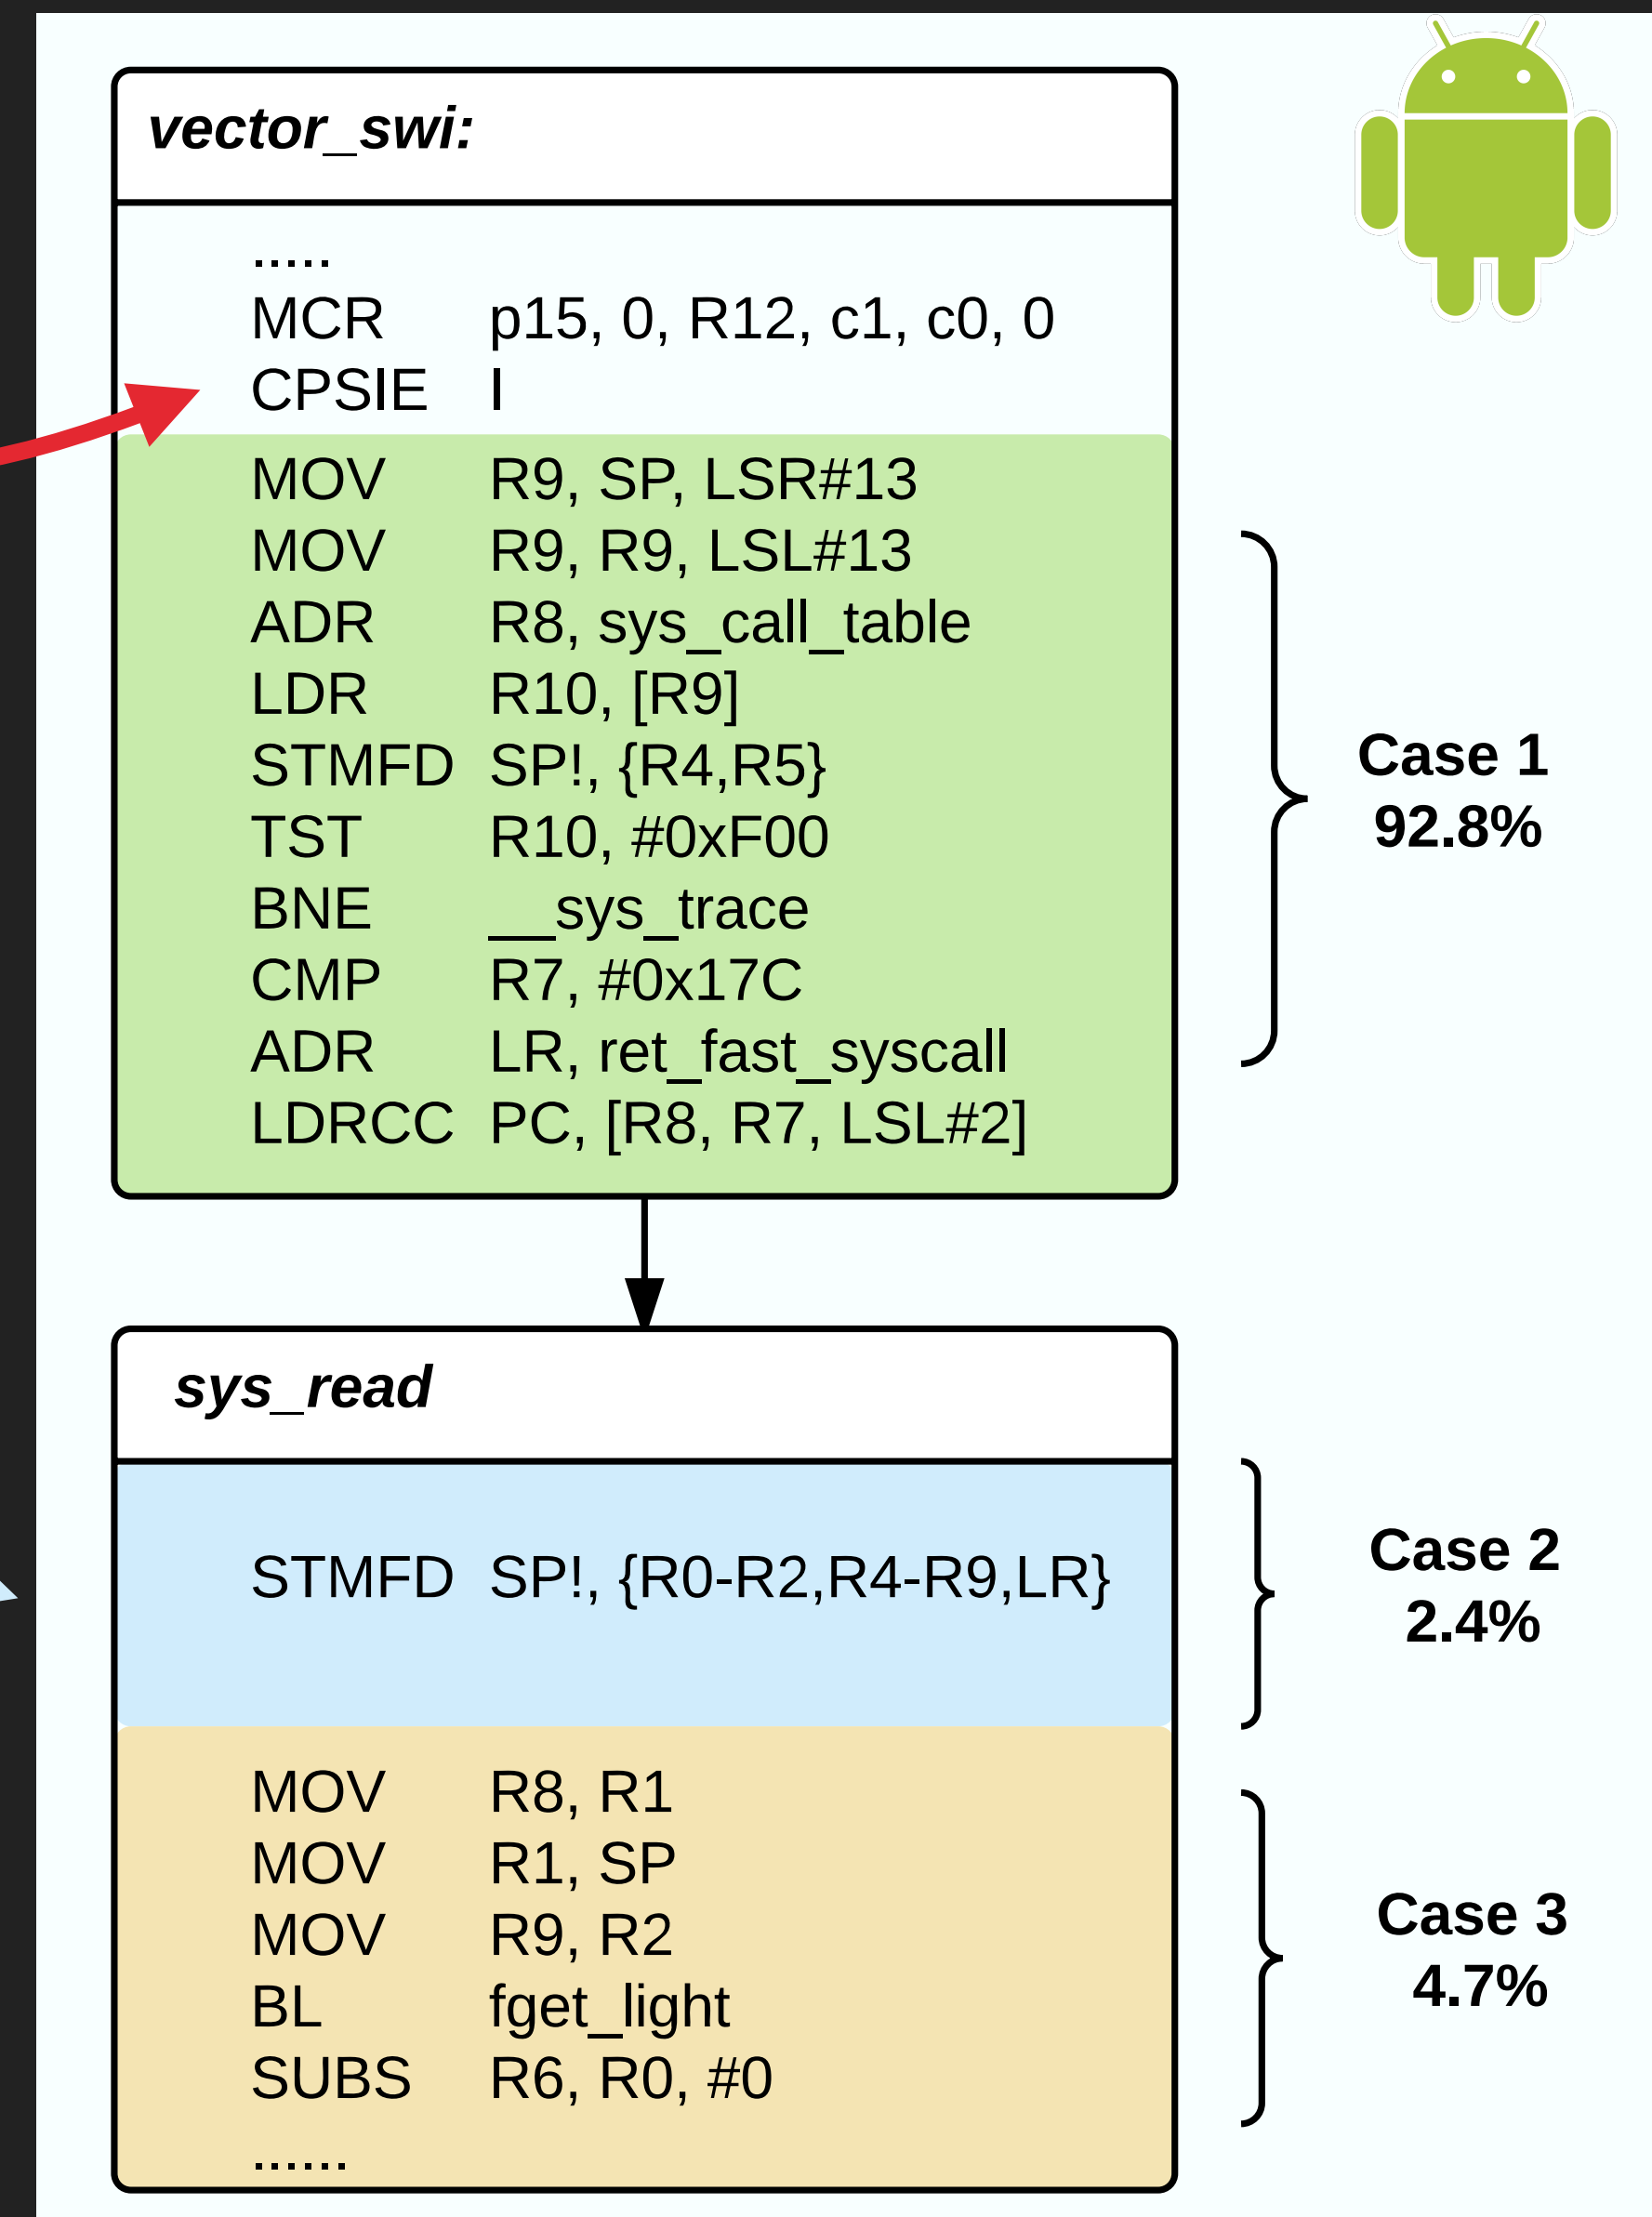 vector_swi:
.....
MCR p15, 0, R12, c1, c0, 0
CPSIE I
MOV R9, SP, LSR#13
MOV R9, R9, LSL#13
ADR R8, sys_call_table
LDR R10, [R9]
STMFD SP!, {R4,R5}
TST R10, #0xF00
BNE __sys_trace
CMP R7, #0x17C
ADR LR, ret_fast_syscall
LDRCC PC, [R8, R7, LSL#2]
Case 1
92.8%
sys_read
STMFD SP!, {R0-R2,R4-R9,LR}
Case 2
2.4%
MOV R8, R1
MOV R1, SP
MOV R9, R2
BL fget_light
SUBS R6, R0, #0
......
Case 3
4.7%